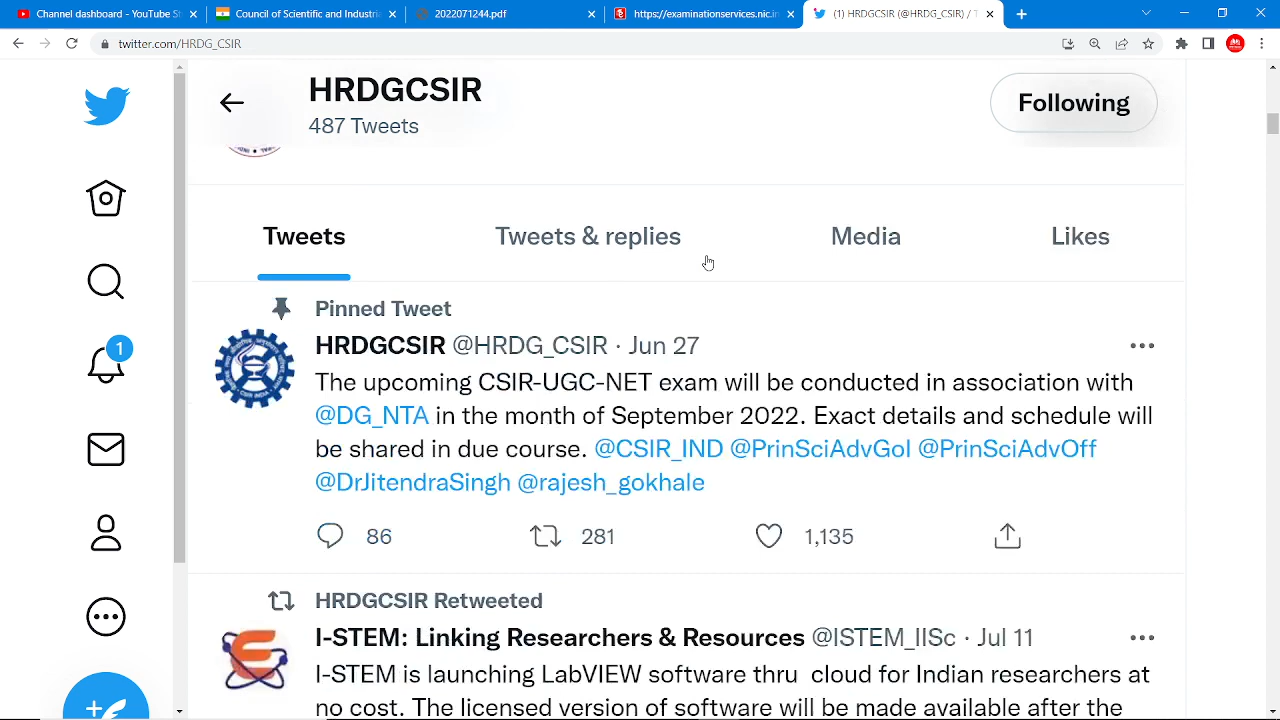 Channel dashboard - YouTube S
Council of Scientific and Industri
2022071244.pdf
https://examinationservices.nic.in
(1) HRDGCSIR (@HRDG_CSIR) / T
twitter.com/HRDG_CSIR
HRDGCSIR
487 Tweets
Following
Tweets
Tweets & replies
Media
Likes
Pinned Tweet
HRDGCSIR @HRDG_CSIR · Jun 27
The upcoming CSIR-UGC-NET exam will be conducted in association with
@DG_NTA in the month of September 2022. Exact details and schedule will
be shared in due course. @CSIR_IND @PrinSciAdvGoI @PrinSciAdvOff
@DrJitendraSingh @rajesh_gokhale
86
281
1,135
1
HRDGCSIR Retweeted
I-STEM: Linking Researchers & Resources @ISTEM_IISc · Jul 11
I-STEM is launching LabVIEW software thru cloud for Indian researchers at
no cost. The licensed version of software will be made available after the